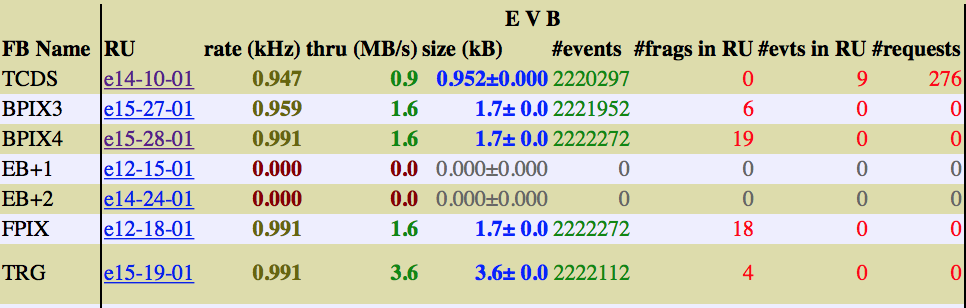 E V B
FB Name RU rate (kHz) thru (MB/s) size (kB) #events #frags in RU #evts in RU #requests
TCDS e14-10-01 0.947 0.9 0.952±0.000 2220297 0 9 276
BPIX3 e15-27-01 0.959 1.6 1.7± 0.0 2221952 6 0 0
BPIX4 e15-28-01 0.991 1.6 1.7± 0.0 2222272 19 0 0
EB+1 e12-15-01 0.000 0.0 0.000±0.000 0 0 0 0
EB+2 e14-24-01 0.000 0.0 0.000±0.000 0 0 0 0
FPIX e12-18-01 0.991 1.6 1.7± 0.0 2222272 18 0 0
TRG e15-19-01 0.991 3.6 3.6± 0.0 2222112 4 0 0